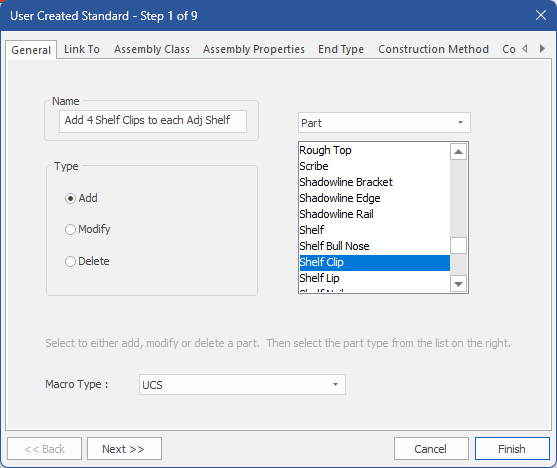 User Created Standard - Step 1 of 9
General Link To Assembly Class Assembly Properties End Type Construction Method Co
Name
Add 4 Shelf Clips to each Adj Shelf
Part
Type
Add
Modify
Delete
Rough Top
Scribe
Shadowline Bracket
Shadowline Edge
Shadowline Rail
Shelf
Shelf Bull Nose
Shelf Clip
Shelf Lip
Shelf Nail
Select to either add, modify or delete a part. Then select the part type from the list on the right.
Macro Type :
UCS
<< Back Next >> Cancel Finish